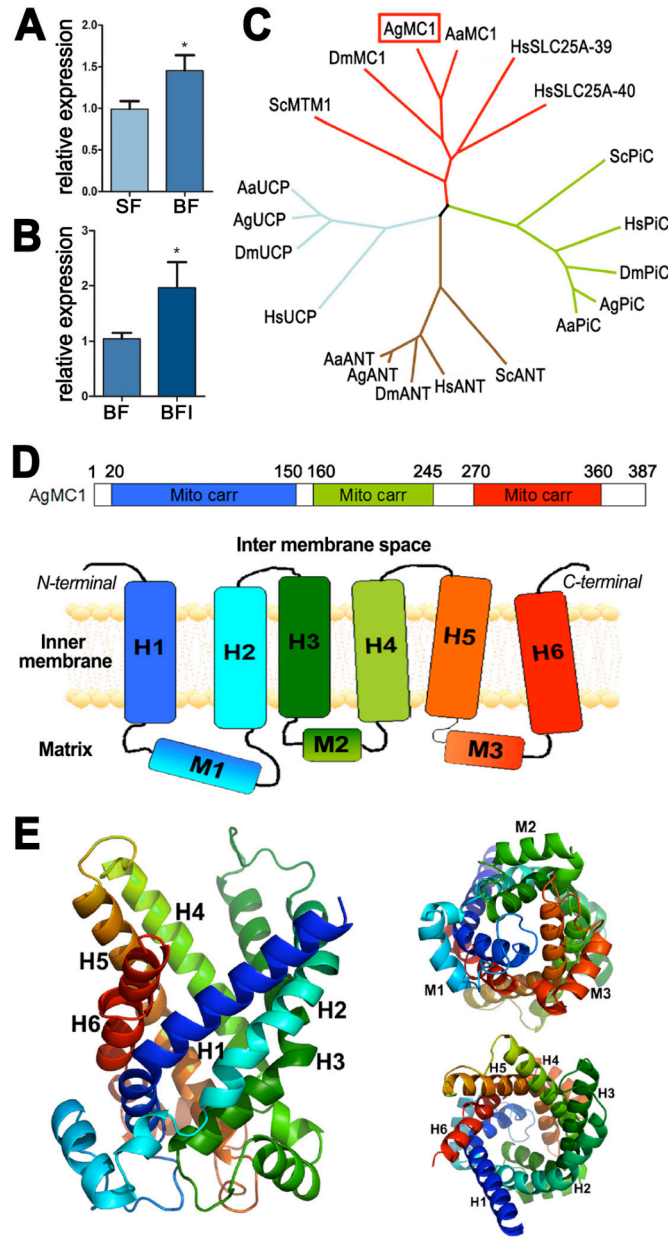 A
relative expression
2.0
1.5
1.0
0.5
0.0
*
SF BF
B
relative expression
3
2
1
0
*
BF BFI
C
AgMC1
AaMC1
DmMC1
HsSLC25A-39
HsSLC25A-40
ScMTM1
ScPiC
AaUCP
AgUCP
DmUCP
HsUCP
HsPiC
DmPiC
AgPiC
AaPiC
AaANT
AgANT
DmANT
HsANT
ScANT
D
1 20 150 160 245 270 360 387
AgMC1 Mito carr Mito carr Mito carr
Inter membrane space
N-terminal C-terminal
Inner
membrane
H1 H2 H3 H4 H5 H6
Matrix
M1 M2 M3
E
H4
H5
H6
H1
H2
H3
M2
M1
M3
H4
H5
H3
H6
H2
H1